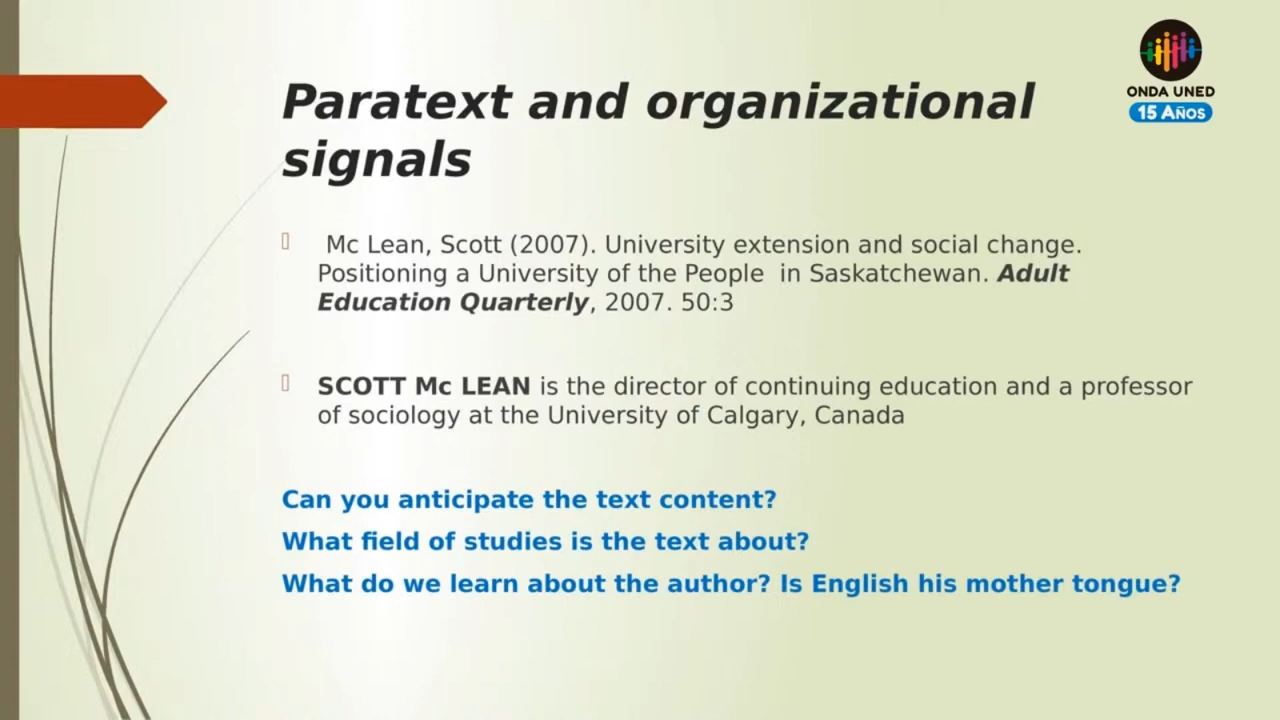 ONDA UNED
15 AÑOS
Paratext and organizational
signals
Mc Lean, Scott (2007). University extension and social change.
Positioning a University of the People in Saskatchewan. Adult
Education Quarterly, 2007. 50:3
SCOTT Mc LEAN is the director of continuing education and a professor
of sociology at the University of Calgary, Canada
Can you anticipate the text content?
What field of studies is the text about?
What do we learn about the author? Is English his mother tongue?